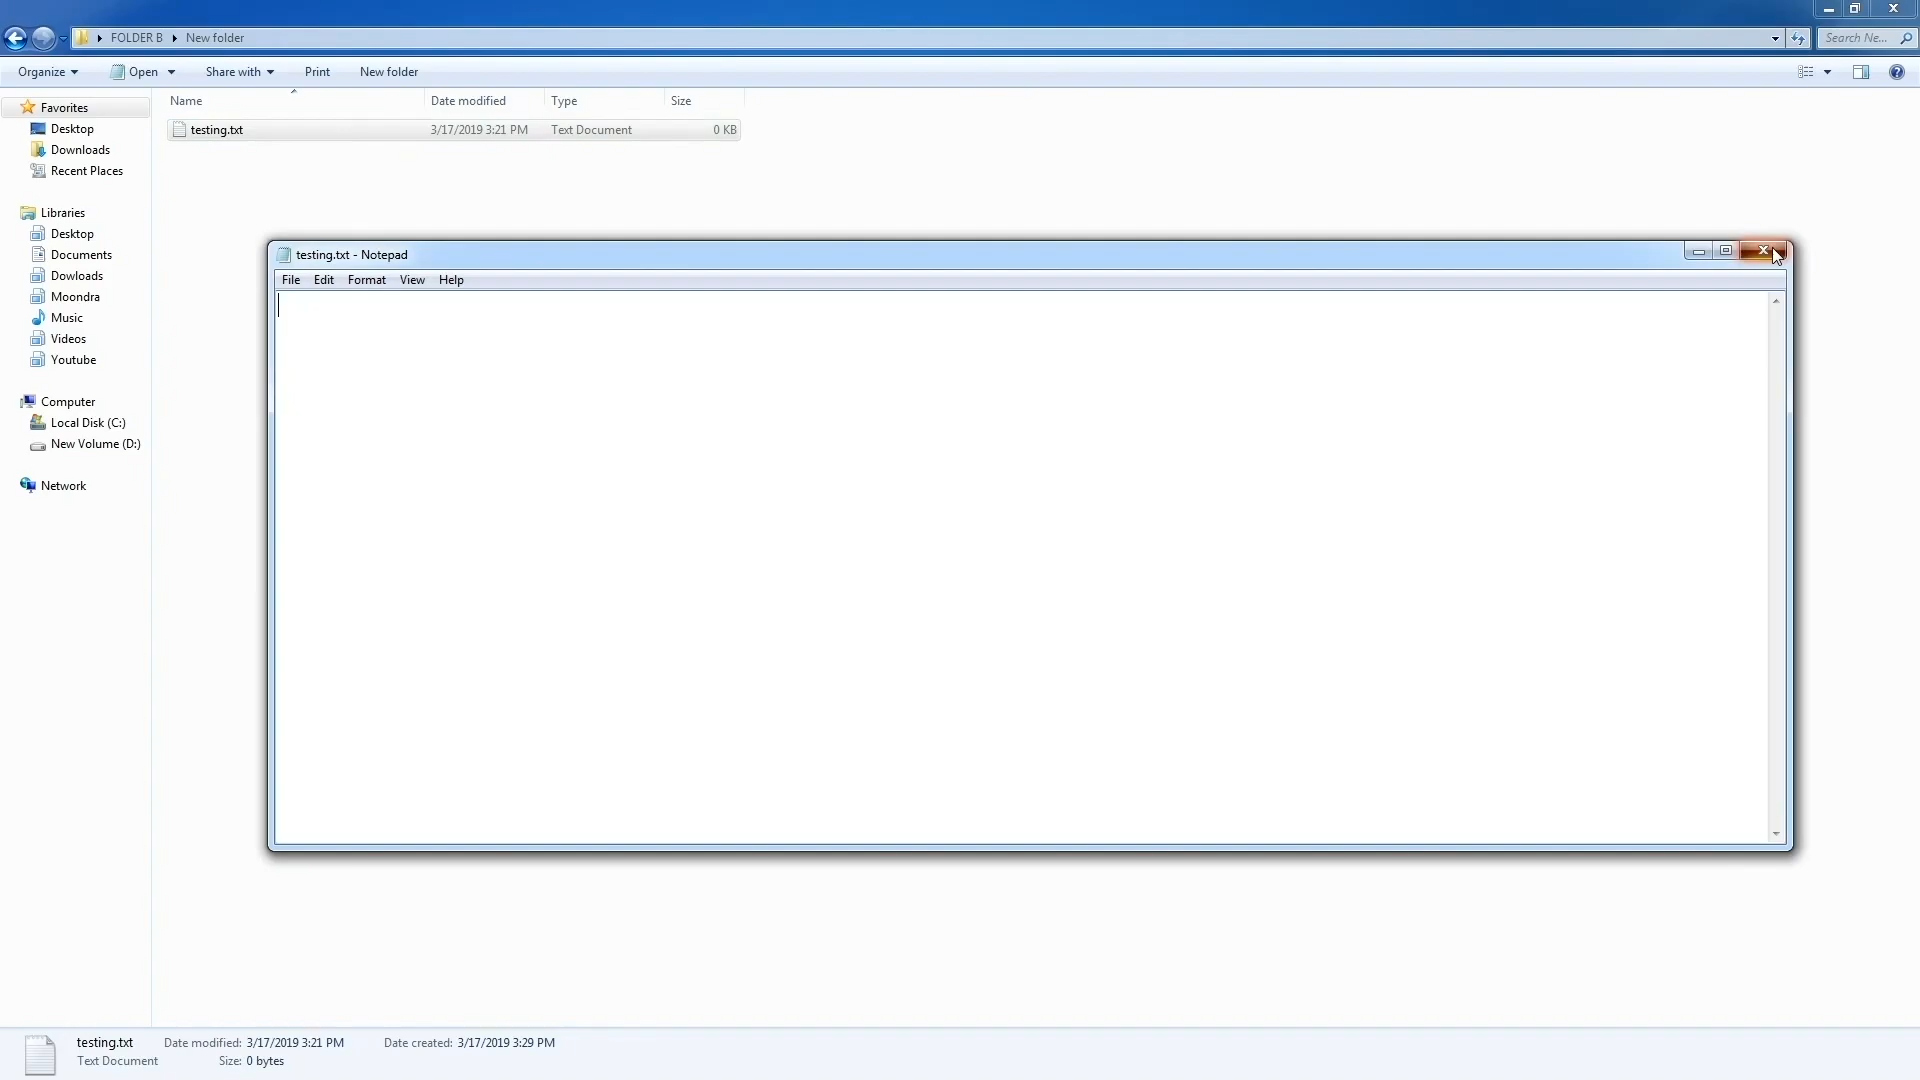 FOLDER B New folder
Search Ne...
Organize Open Share with Print New folder
Name Date modified Type Size
testing.txt 3/17/2019 3:21 PM Text Document 0 KB
Favorites
Desktop
Downloads
Recent Places
Libraries
Desktop
Documents
Dowloads
Moondra
Music
Videos
Youtube
Computer
Local Disk (C:)
New Volume (D:)
Network
testing.txt - Notepad
File Edit Format View Help
testing.txt Date modified: 3/17/2019 3:21 PM Date created: 3/17/2019 3:29 PM
Text Document Size: 0 bytes